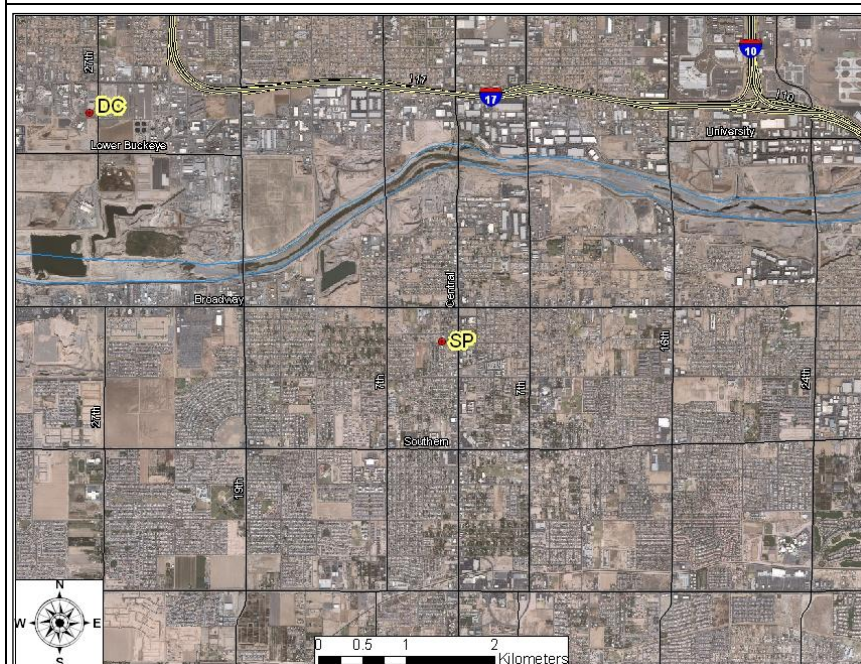 10
27th
I 17
17
I 10
DC
University
Lower Buckeye
Central
Broadway
SP
16th
7th
7th
24th
27th
Southern
19th
N
W E
S
0 0.5 1 2
Kilometers